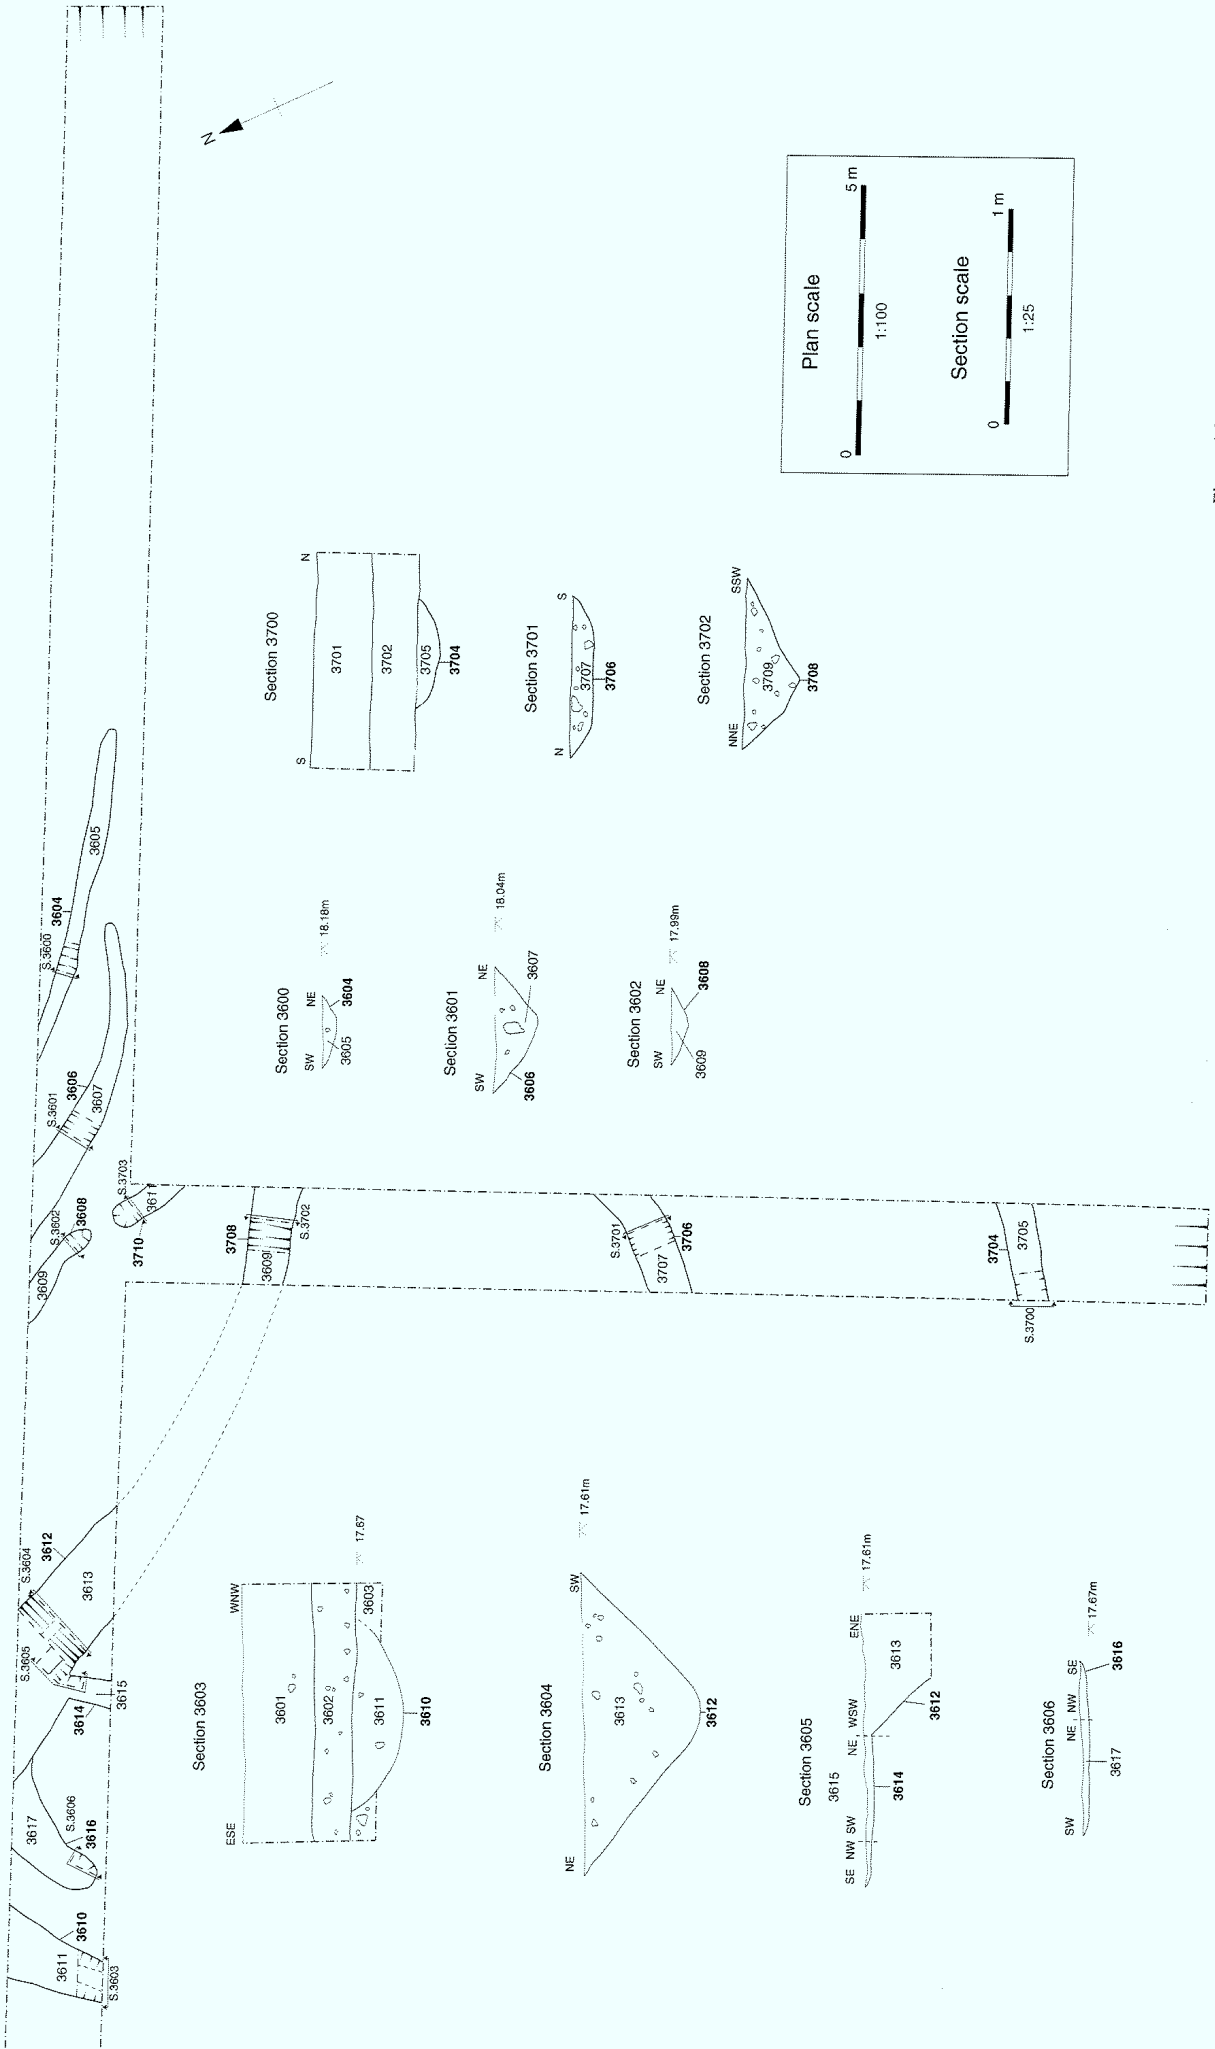 N
S.3600
3604
3605
S.3601
3606
3607
S.3602
3608
3609
S.3703
3611
3710
3708
3609
S.3702
S.3701
3707
3706
3704
3705
S.3700
S.3604
3612
3613
S.3605
3614
3615
3617
S.3606
3616
3610
3611
S.3603
Section 3700
S
N
3701
3702
3705
3704
Section 3701
N
S
3707
3706
Section 3702
NNE
SSW
3709
3708
Section 3600
SW
NE
18.18m
3605
3604
Section 3601
SW
NE
18.04m
3606
3607
Section 3602
SW
NE
17.99m
3609
3608
Section 3603
ESE
WNW
3601
3602
3603
17.67
3611
3610
Section 3604
NE
SW
17.61m
3613
3612
Section 3605
3615
SE NW SW
NE WSW
ENE
17.61m
3613
3614
3612
Section 3606
SW
NE NW
SE
17.67m
3617
3616
Plan scale
0
5 m
1:100
Section scale
0
1 m
1:25